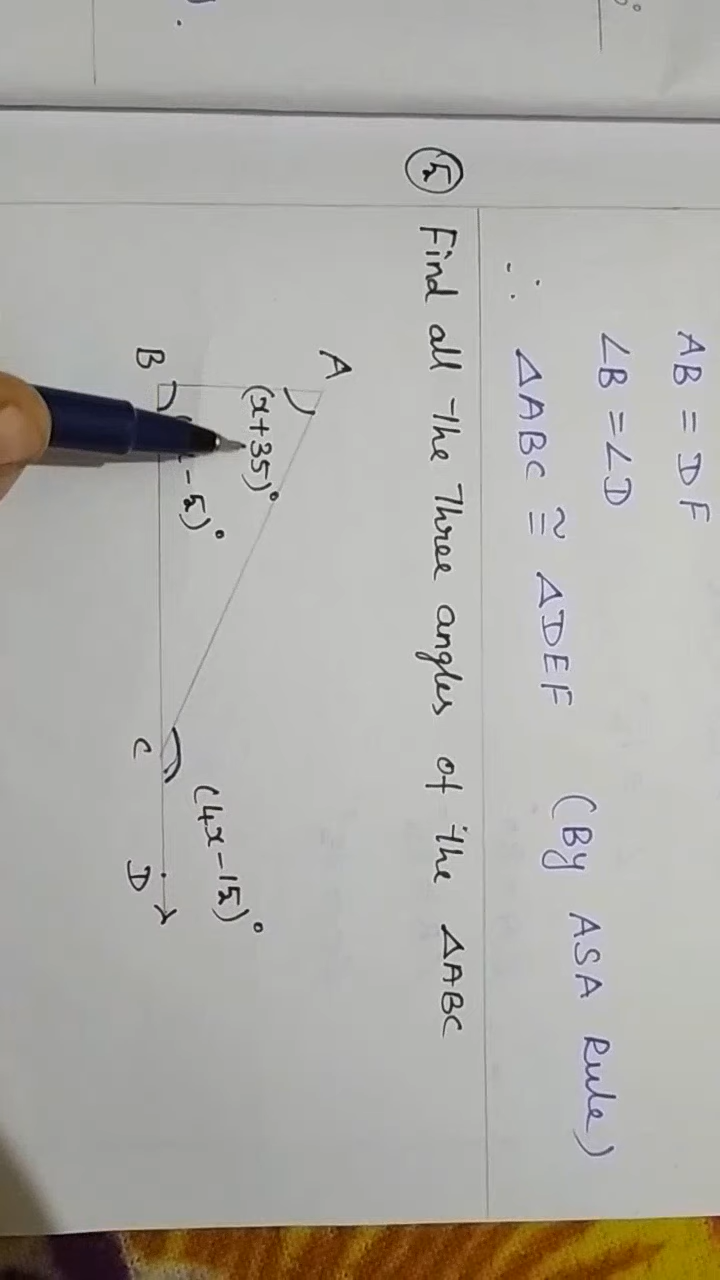 AB = DF
∠B = ∠D
∴ ΔABC ≅ ΔDEF (By ASA Rule)
⑤ Find all the Three angles of the ΔABC
A
(x+35)°
- 5)°
(4x-15)°
B
C
D